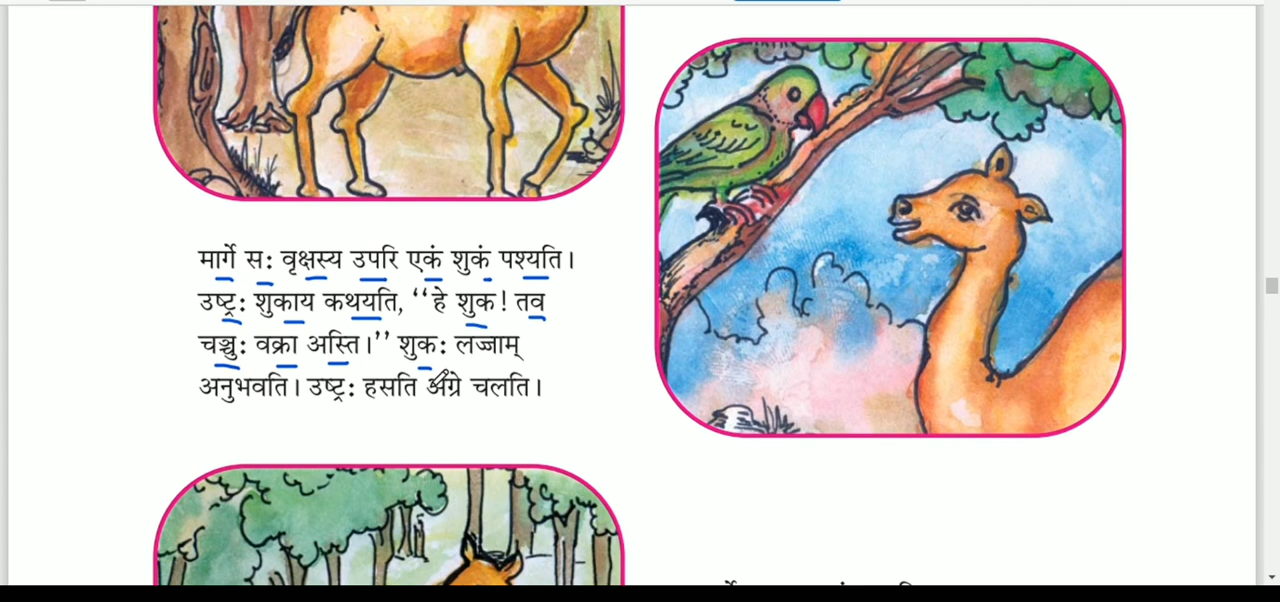 मार्गे सः वृक्षस्य उपरि एकं शुकं पश्यति।
उष्ट्रः शुकाय कथयति, ‘‘हे शुक! तव
चञ्चुः वक्रा अस्ति।’’ शुकः लज्जाम्
अनुभवति। उष्ट्रः हसति अग्रे चलति।